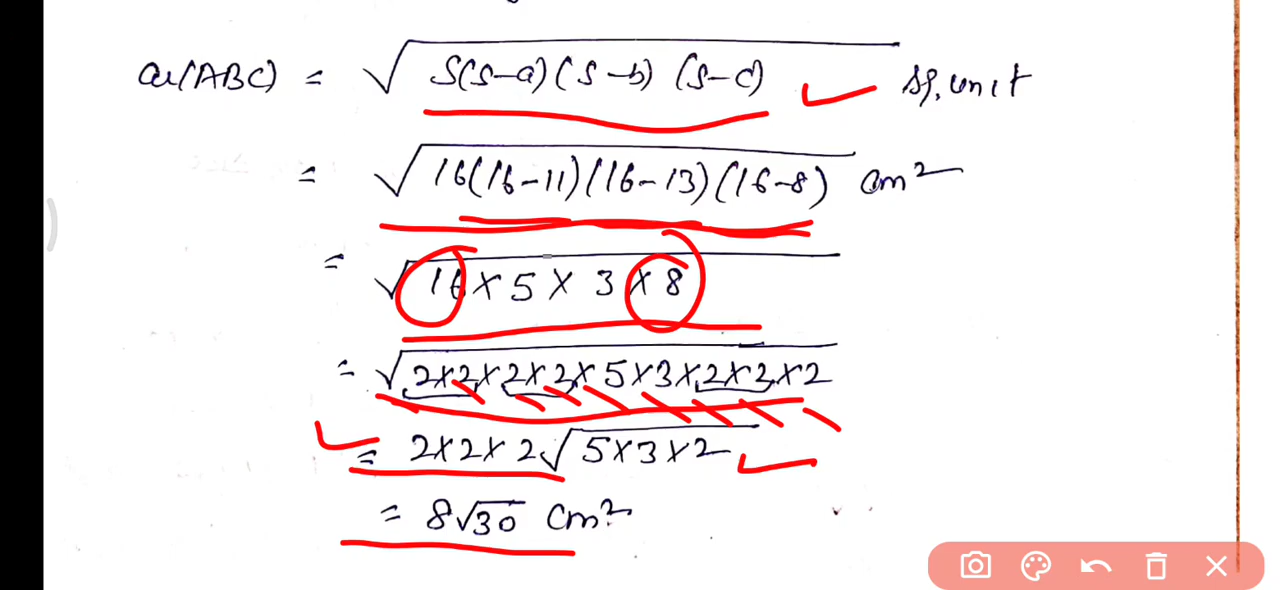 ar(ABC) = √S(S-a)(S-b)(S-c) Sq. unit
= √16(16-11)(16-13)(16-8) cm²
= √16×5×3×8
= √2×2×2×2×5×3×2×2×2
= 2×2×2√5×3×2
= 8√30 cm²